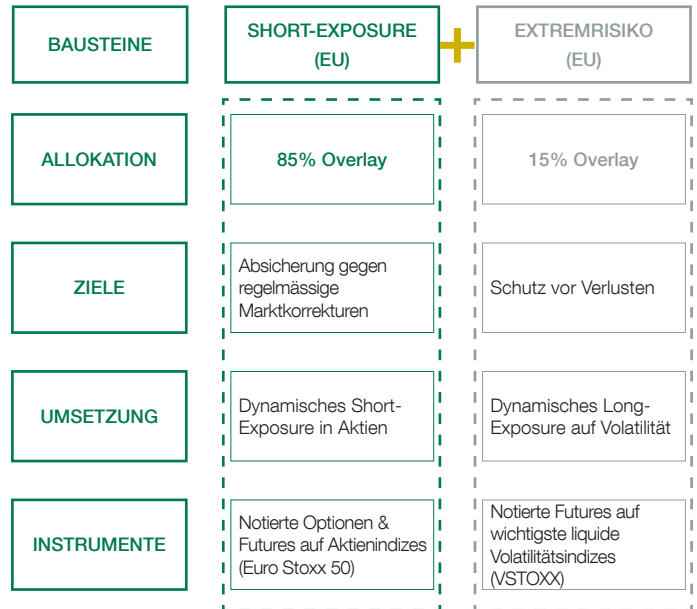 BAUSTEINE
SHORT-EXPOSURE
(EU)
+
EXTREMRISIKO
(EU)
ALLOKATION
85% Overlay
15% Overlay
ZIELE
Absicherung gegen
regelmässige
Marktkorrekturen
Schutz vor Verlusten
UMSETZUNG
Dynamisches Short-
Exposure in Aktien
Dynamisches Long-
Exposure auf Volatilität
INSTRUMENTE
Notierte Optionen &
Futures auf Aktienindizes
(Euro Stoxx 50)
Notierte Futures auf
wichtigste liquide
Volatilitätsindizes
(VSTOXX)